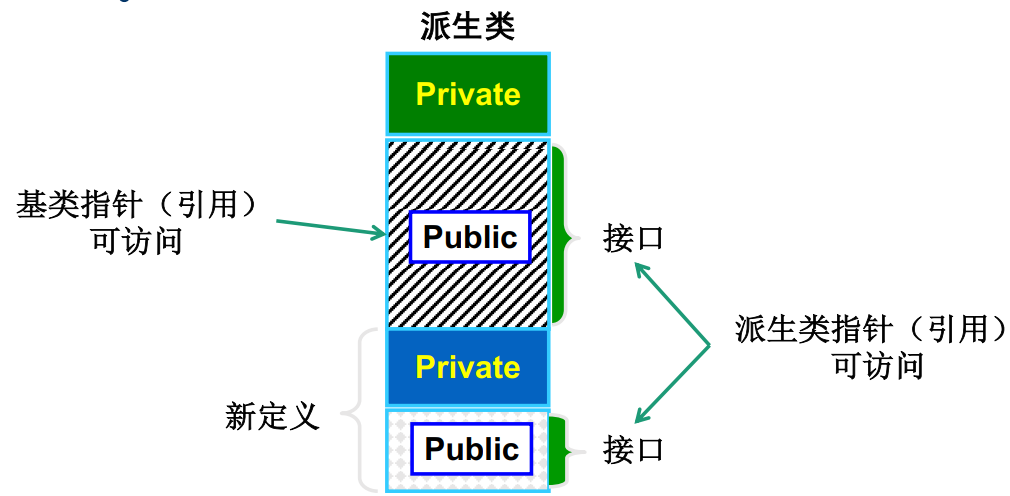 派生类
Private
基类指针（引用）
可访问
Public
接口
派生类指针（引用）
可访问
Private
新定义
Public
接口